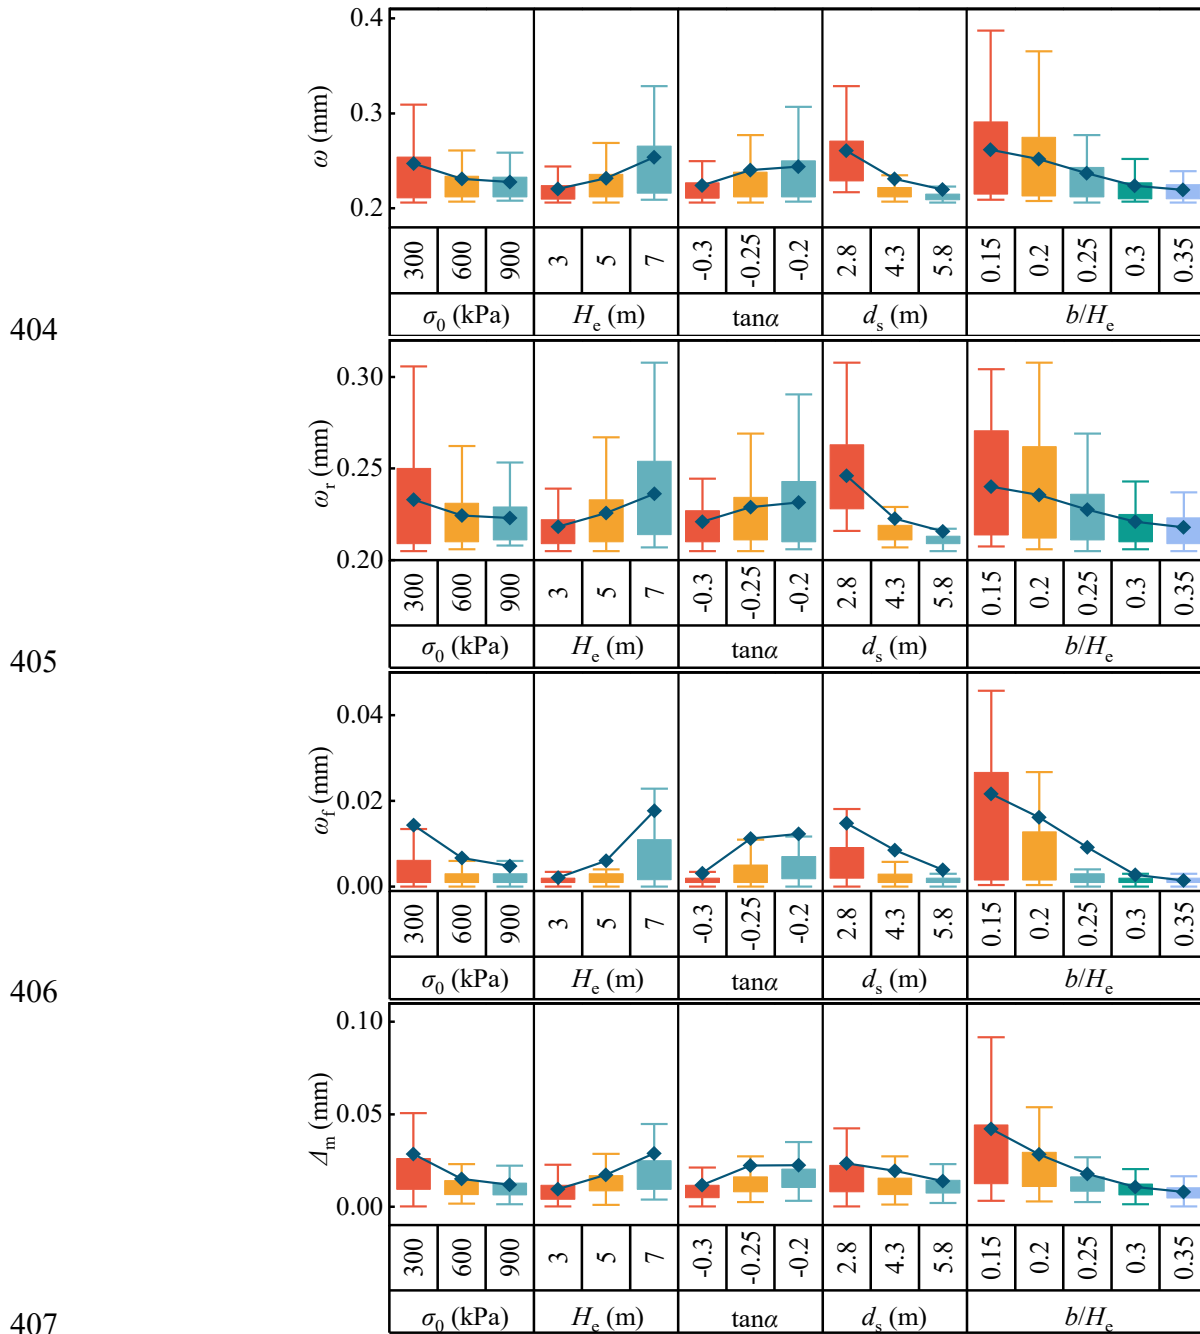 0.4
0.3
0.2
ω (mm)
300 600 900 3 5 7 -0.3 -0.25 -0.2 2.8 4.3 5.8 0.15 0.2 0.25 0.3 0.35
σ0 (kPa) He (m) tanα ds (m) b/He
404
0.30
0.25
0.20
ωr (mm)
300 600 900 3 5 7 -0.3 -0.25 -0.2 2.8 4.3 5.8 0.15 0.2 0.25 0.3 0.35
σ0 (kPa) He (m) tanα ds (m) b/He
405
0.04
0.02
0.00
ωf (mm)
300 600 900 3 5 7 -0.3 -0.25 -0.2 2.8 4.3 5.8 0.15 0.2 0.25 0.3 0.35
σ0 (kPa) He (m) tanα ds (m) b/He
406
0.10
0.05
0.00
Δm (mm)
300 600 900 3 5 7 -0.3 -0.25 -0.2 2.8 4.3 5.8 0.15 0.2 0.25 0.3 0.35
σ0 (kPa) He (m) tanα ds (m) b/He
407